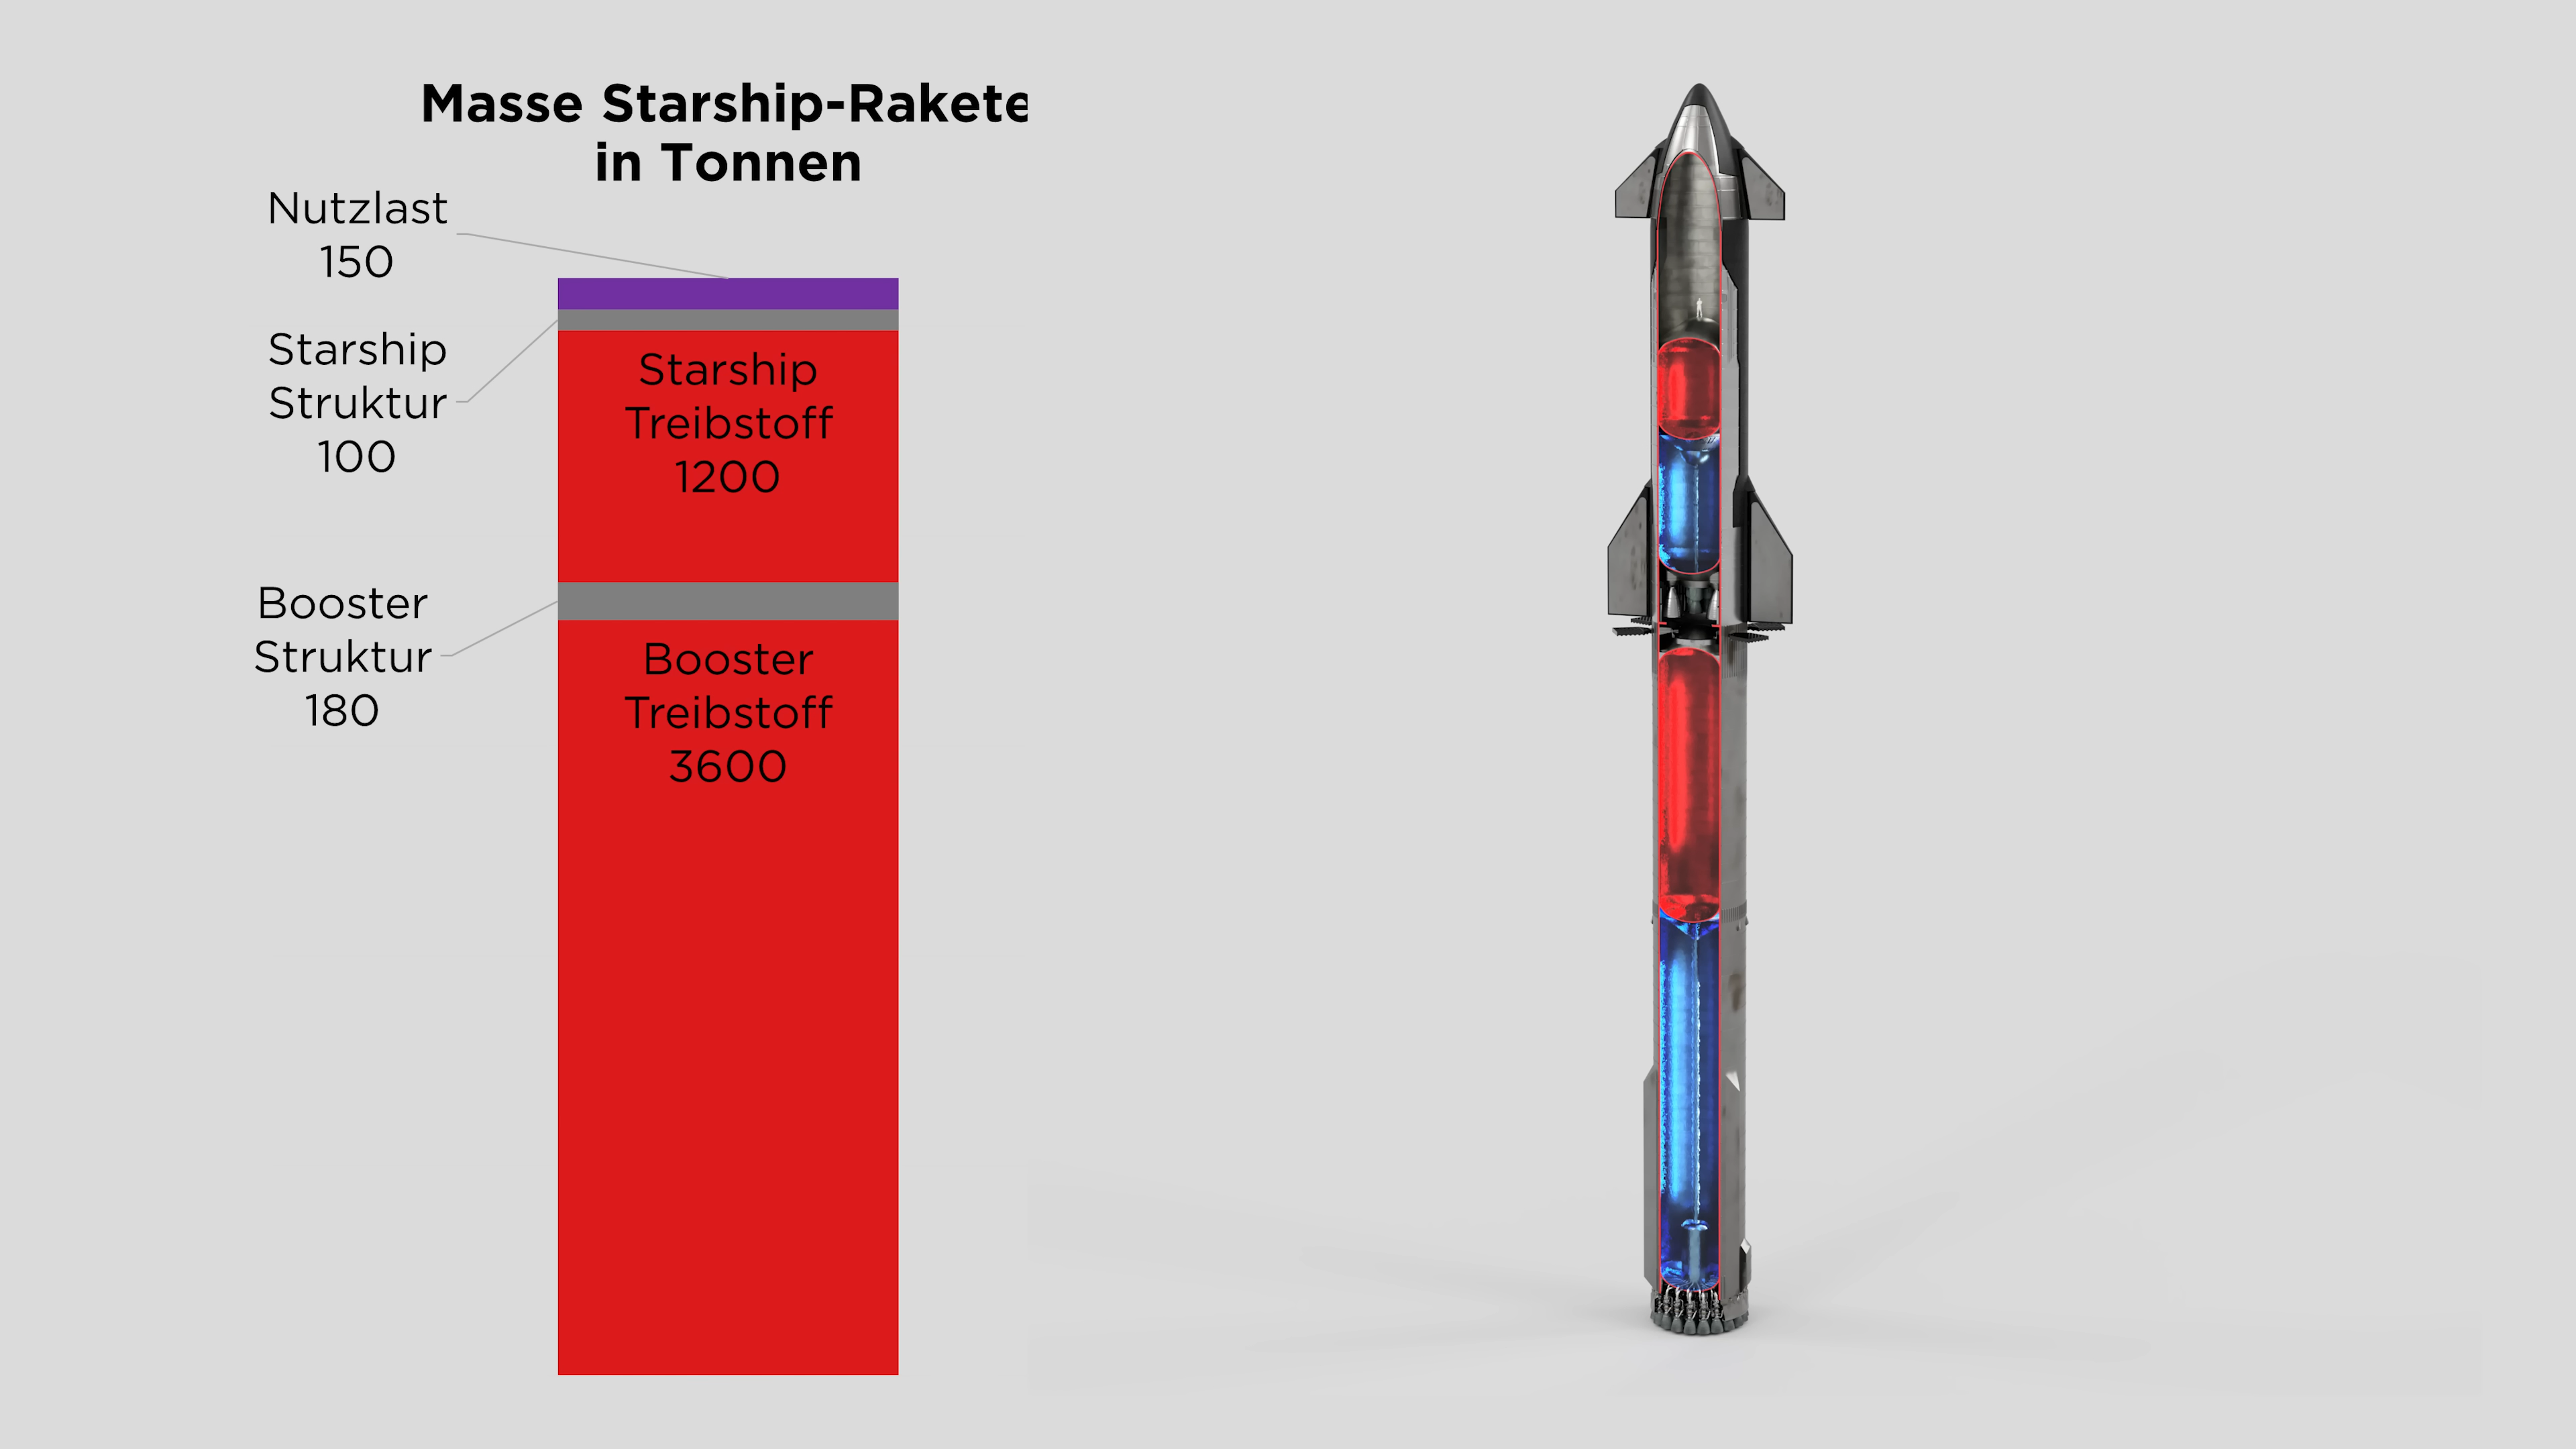 Masse Starship-Rakete
in Tonnen
Nutzlast
150
Starship
Struktur
100
Starship
Treibstoff
1200
Booster
Struktur
180
Booster
Treibstoff
3600